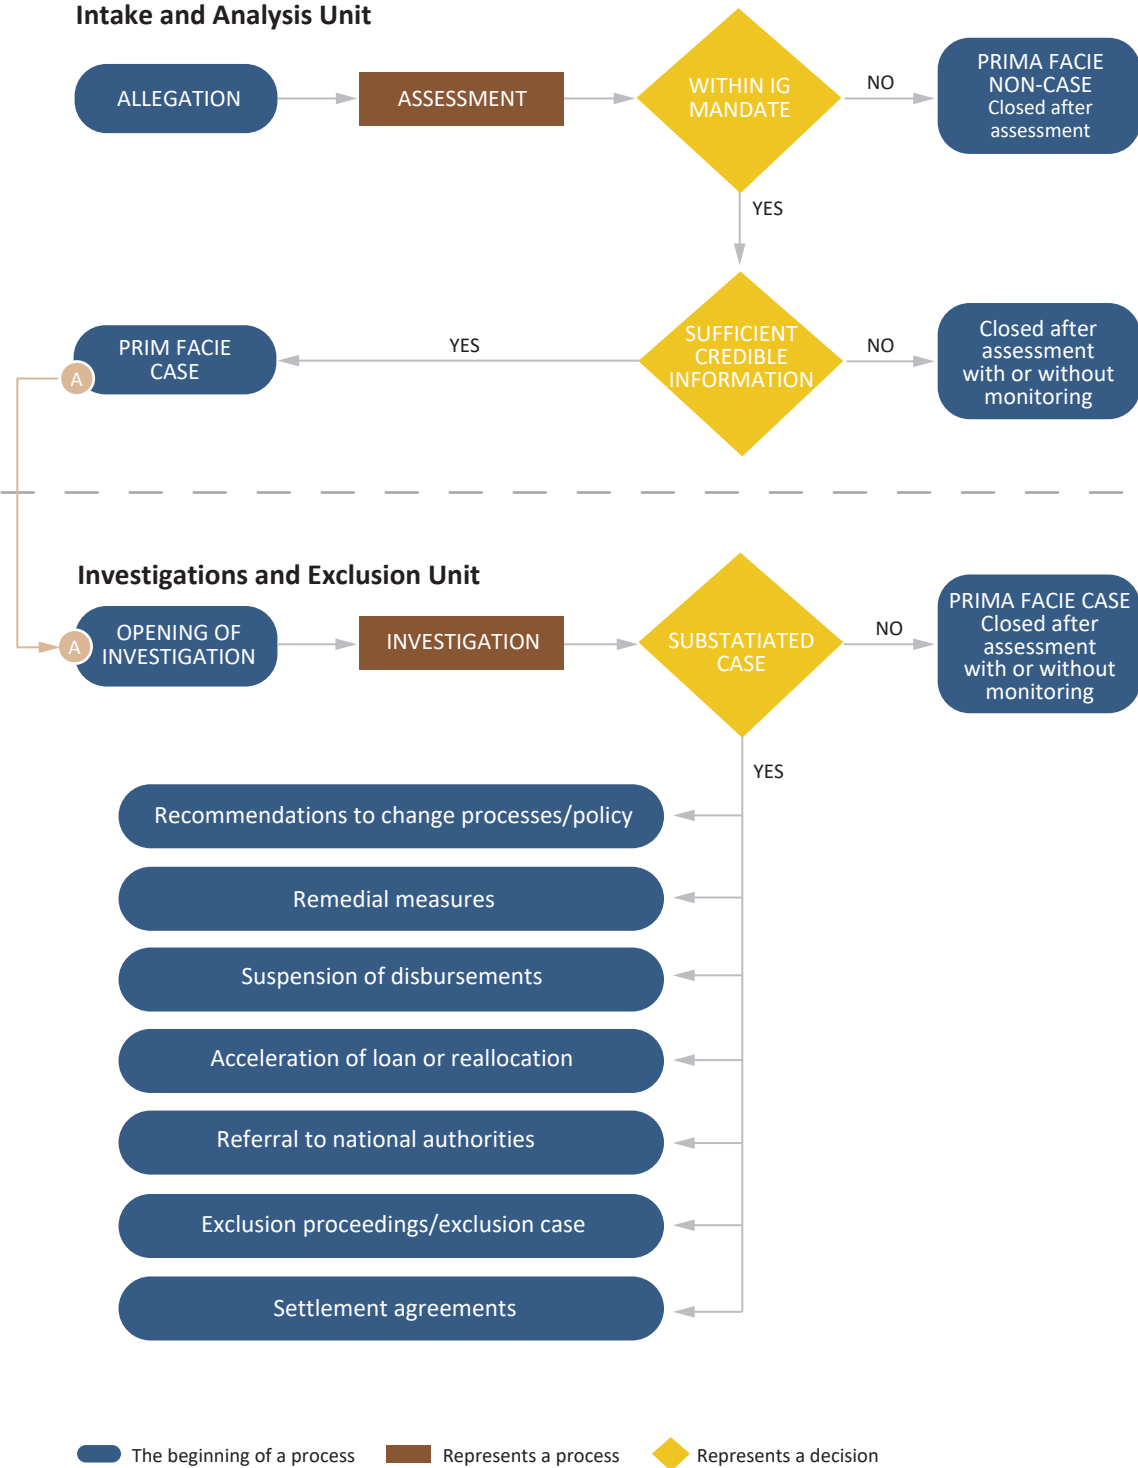 Intake and Analysis Unit
ALLEGATION
ASSESSMENT
WITHIN IG
MANDATE
NO
PRIMA FACIE
NON-CASE
Closed after
assessment
YES
PRIM FACIE
CASE
A
YES
SUFFICIENT
CREDIBLE
INFORMATION
NO
Closed after
assessment
with or without
monitoring
Investigations and Exclusion Unit
A
OPENING OF
INVESTIGATION
INVESTIGATION
SUBSTATIATED
CASE
NO
PRIMA FACIE CASE
Closed after
assessment
with or without
monitoring
YES
Recommendations to change processes/policy
Remedial measures
Suspension of disbursements
Acceleration of loan or reallocation
Referral to national authorities
Exclusion proceedings/exclusion case
Settlement agreements
The beginning of a process
Represents a process
Represents a decision